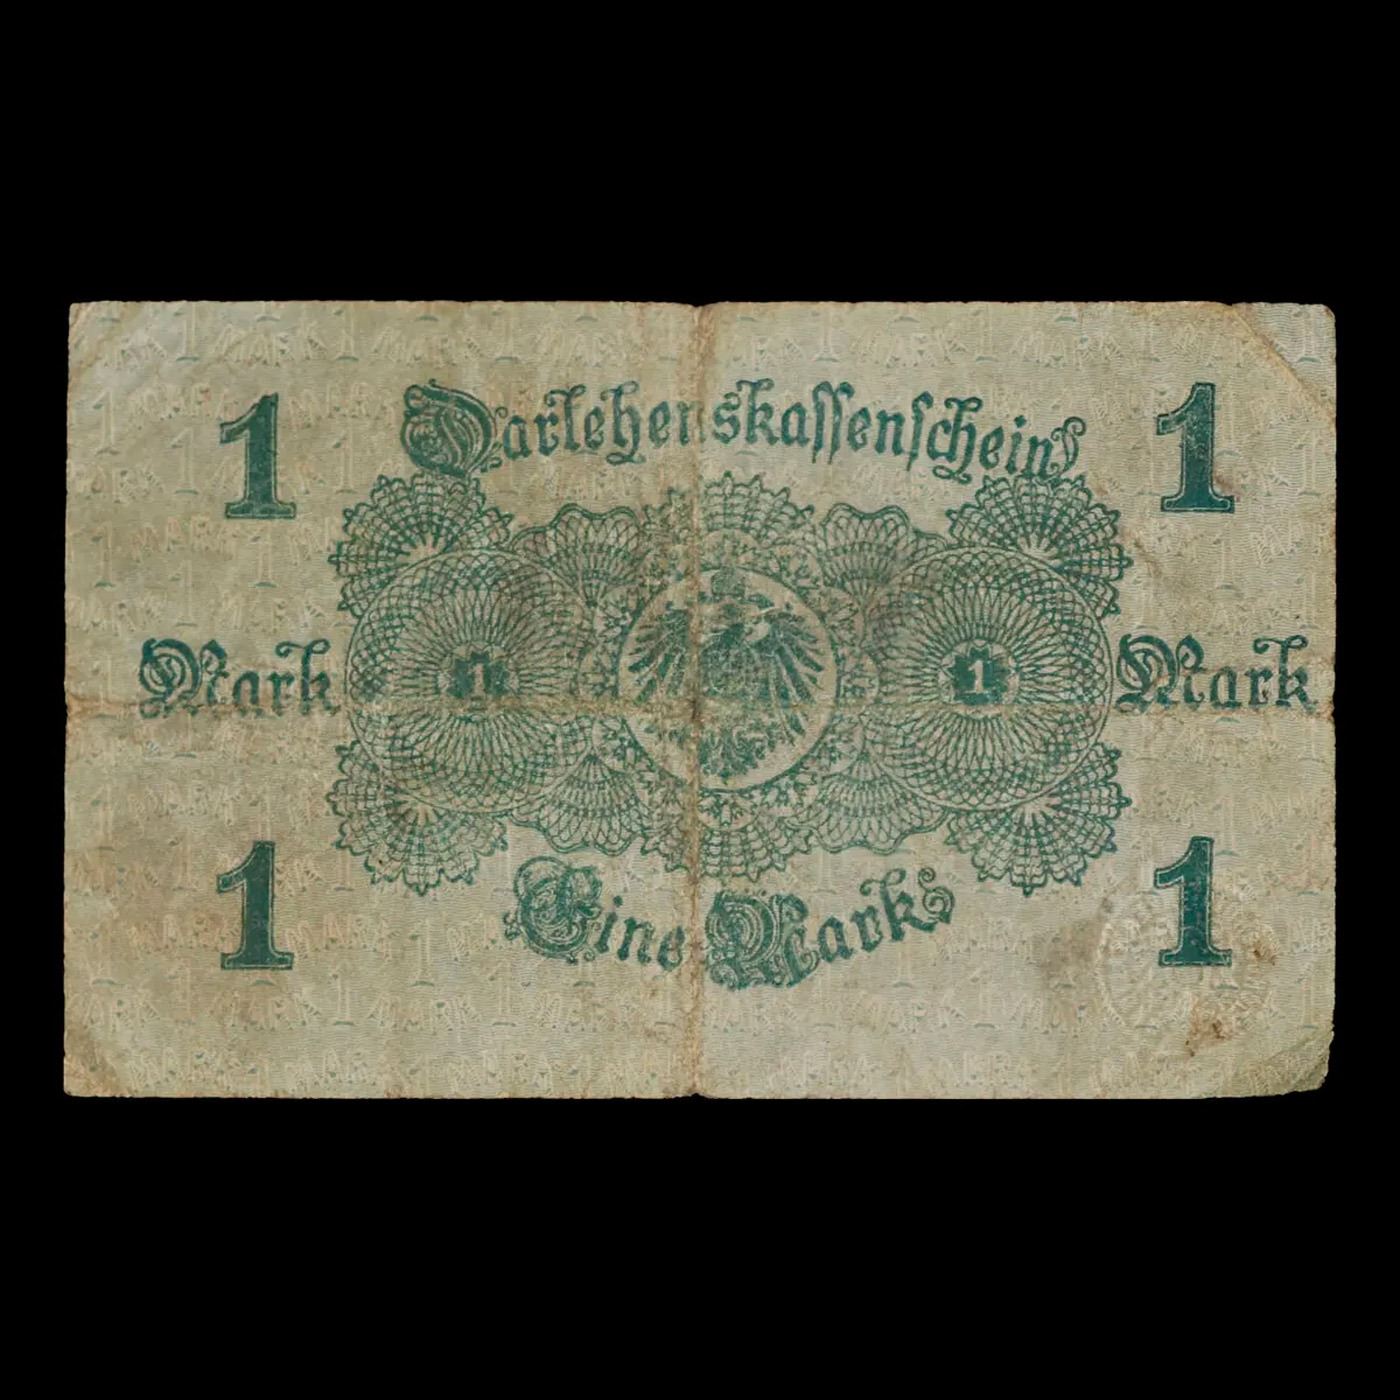 1 1
Darlehenskassenschein
Mark 1 1 Mark
1 1
Eine Mark